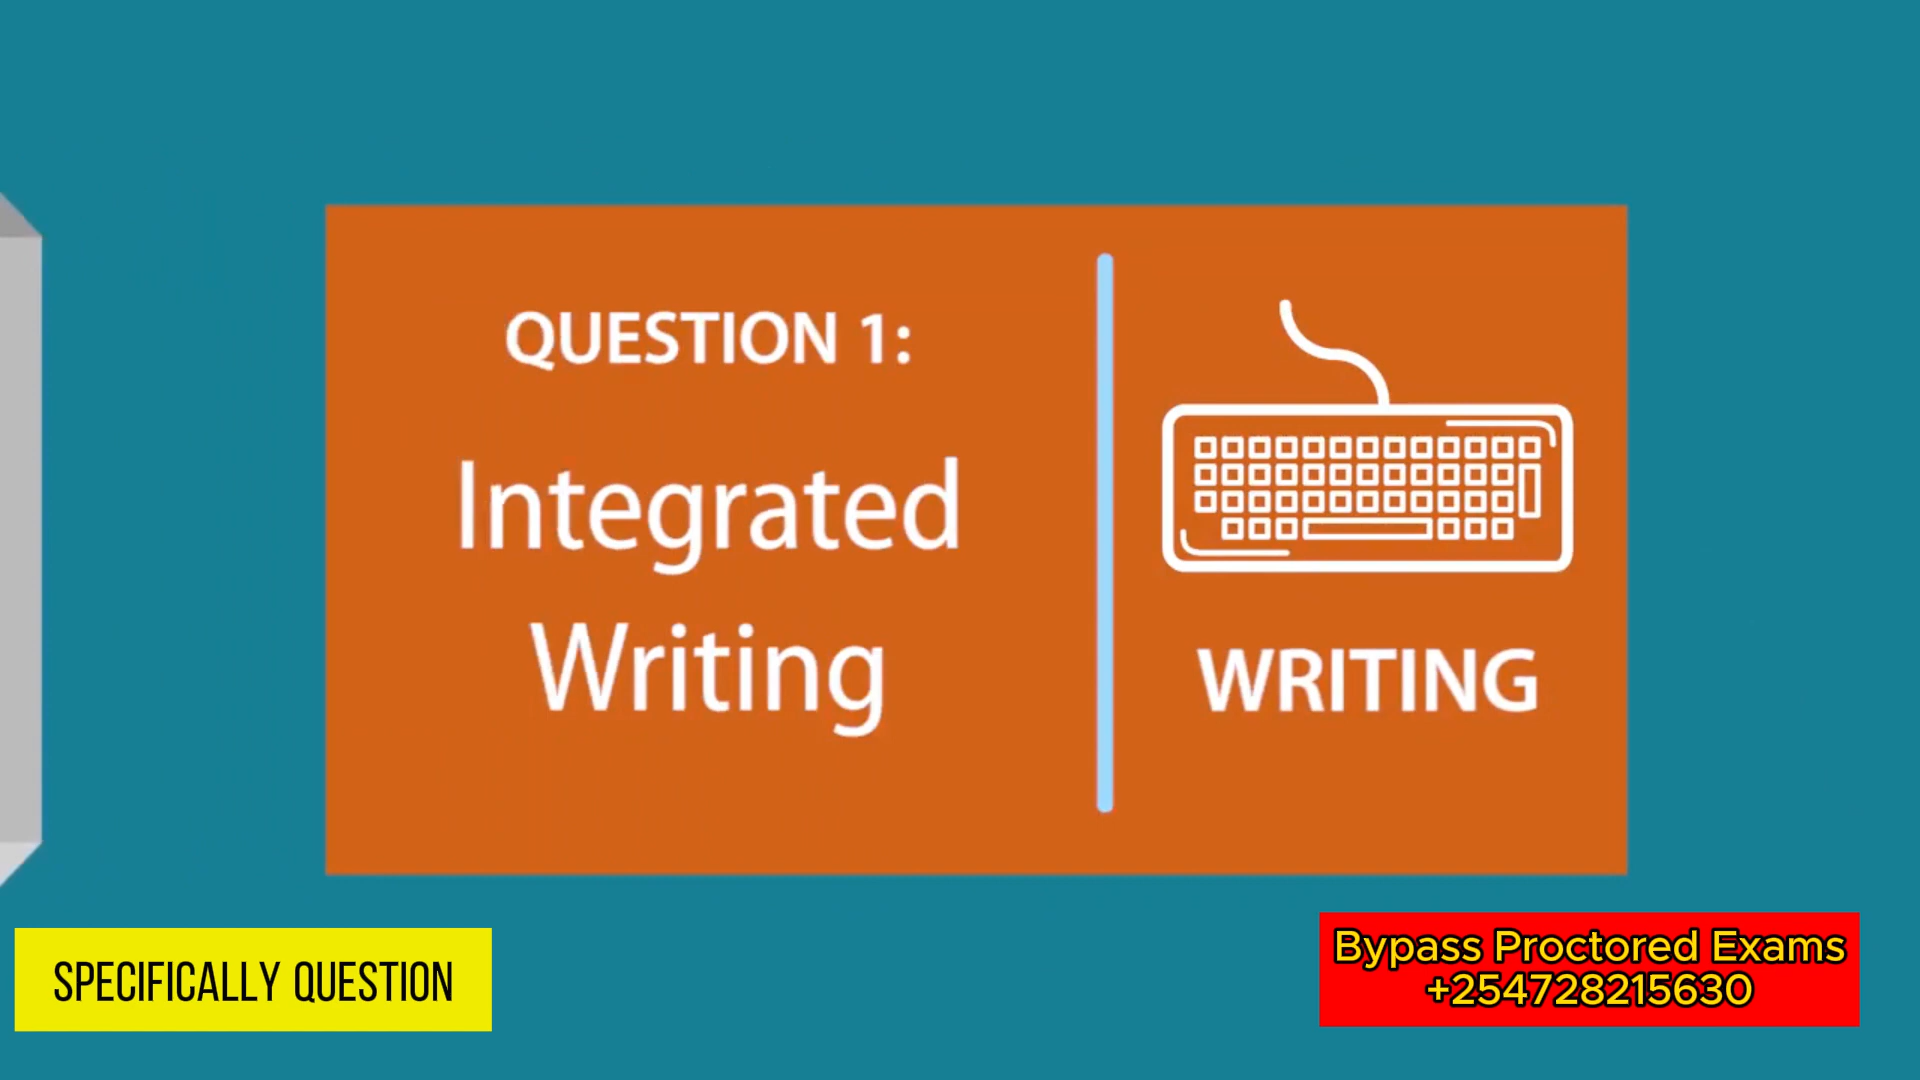 QUESTION 1:
Integrated
Writing
WRITING
SPECIFICALLY QUESTION
Bypass Proctored Exams
+254728215630